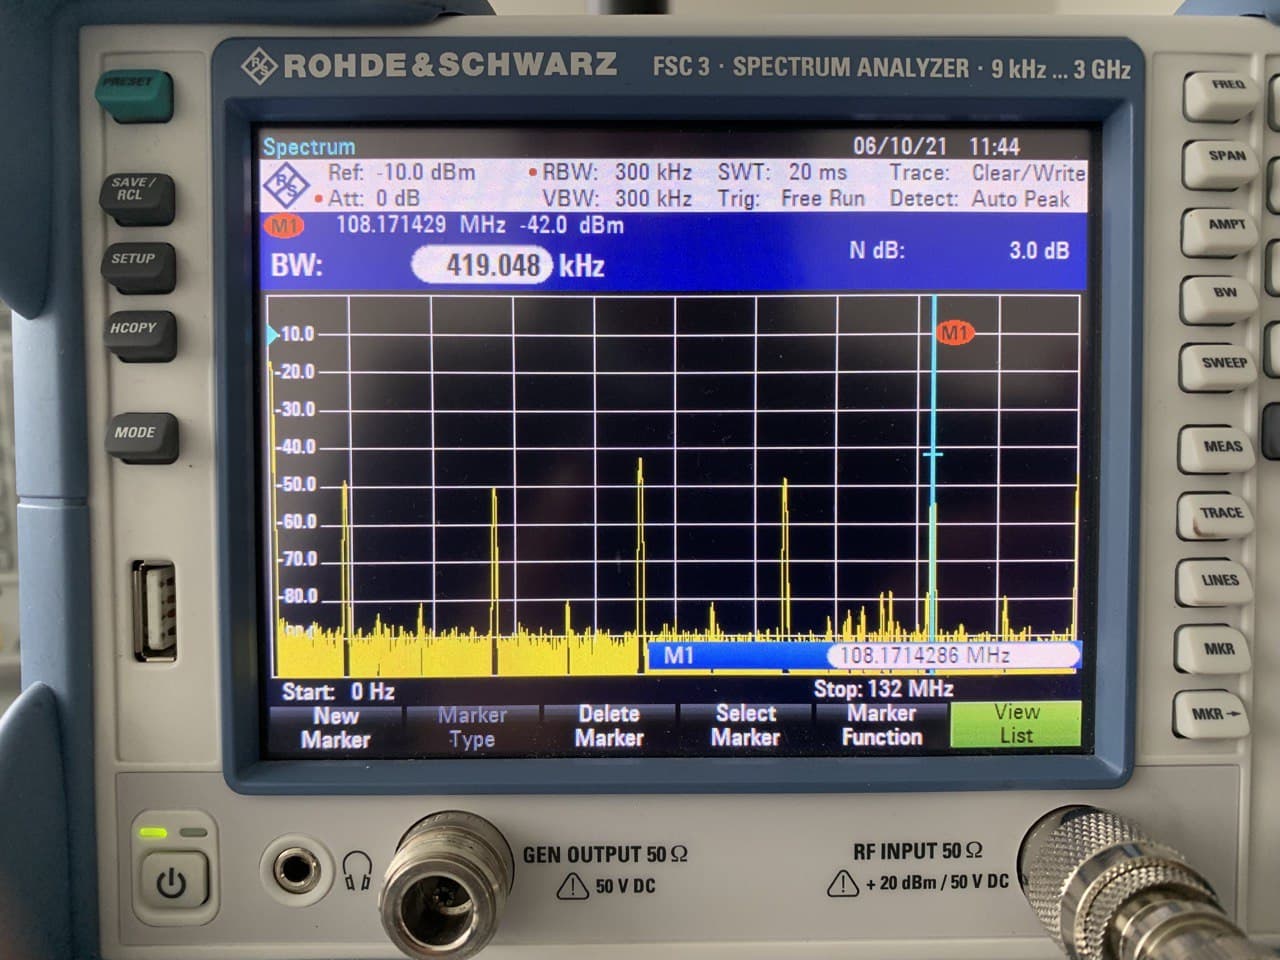 ROHDE & SCHWARZ FSC 3 · SPECTRUM ANALYZER · 9 kHz ... 3 GHz
PRESET
SAVE /
RCL
SETUP
HCOPY
MODE
Spectrum 06/10/21 11:44
Ref: -10.0 dBm • RBW: 300 kHz SWT: 20 ms Trace: Clear/Write
• Att: 0 dB VBW: 300 kHz Trig: Free Run Detect: Auto Peak
M1 108.171429 MHz -42.0 dBm
BW: 419.048 kHz N dB: 3.0 dB
-10.0
M1
-20.0
-30.0
-40.0
-50.0
-60.0
-70.0
-80.0
M1 108.1714286 MHz
Start: 0 Hz Stop: 132 MHz
New
Marker
Marker
Type
Delete
Marker
Select
Marker
Marker
Function
View
List
FREQ
SPAN
AMPT
BW
SWEEP
MEAS
TRACE
LINES
MKR
MKR→
GEN OUTPUT 50 Ω
50 V DC
RF INPUT 50 Ω
+ 20 dBm / 50 V DC